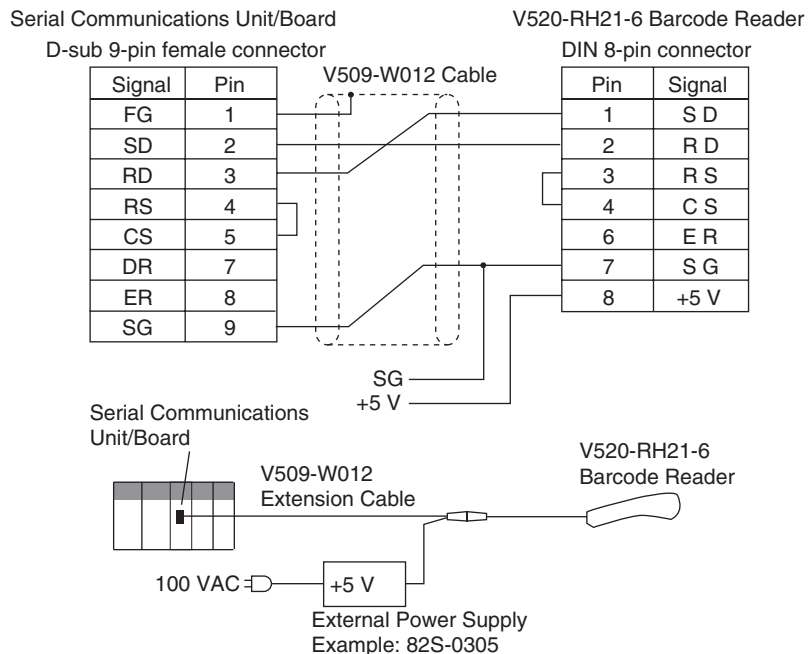 Serial Communications Unit/Board
V520-RH21-6 Barcode Reader
D-sub 9-pin female connector
DIN 8-pin connector
V509-W012 Cable
Signal Pin
FG 1
SD 2
RD 3
RS 4
CS 5
DR 7
ER 8
SG 9
Pin Signal
1 S D
2 R D
3 R S
4 C S
6 E R
7 S G
8 +5 V
SG
+5 V
Serial Communications
Unit/Board
V509-W012
Extension Cable
V520-RH21-6
Barcode Reader
100 VAC
+5 V
External Power Supply
Example: 82S-0305